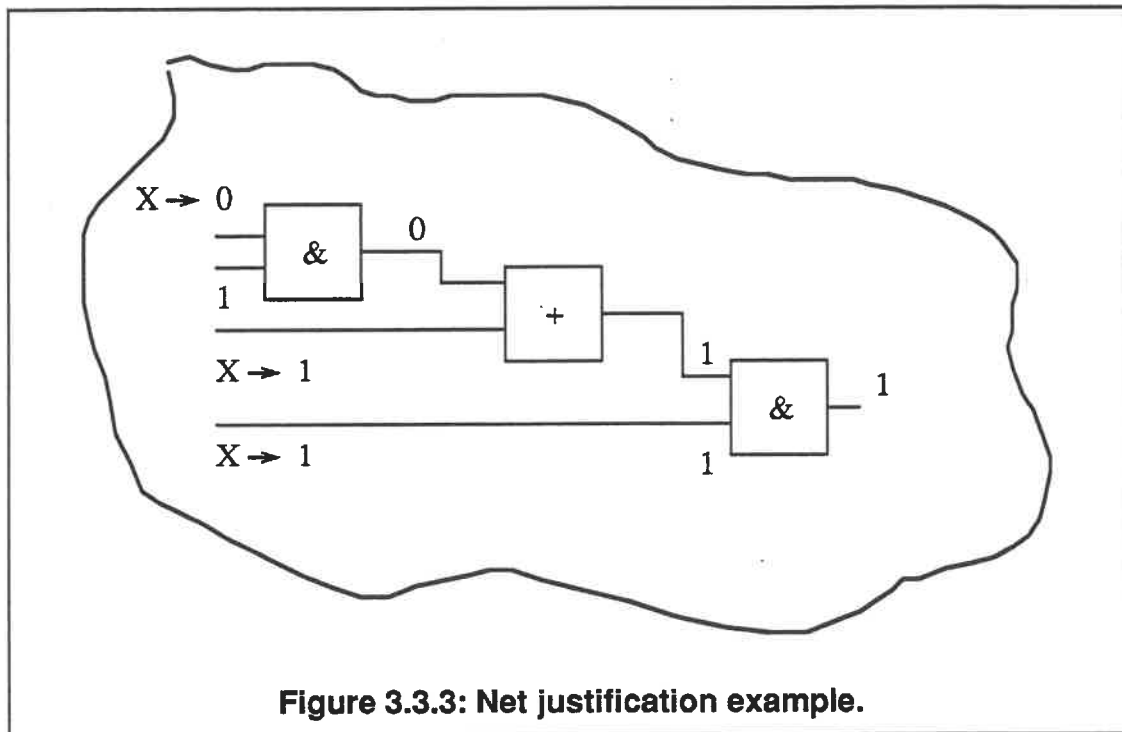 X → 0
0
&
1
+
X → 1
1
1
&
X → 1
1
Figure 3.3.3: Net justification example.